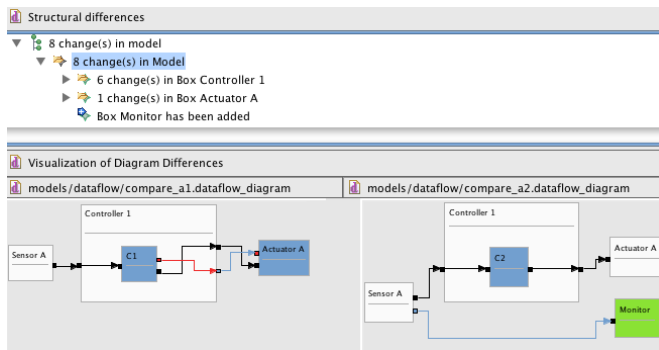 Structural differences
8 change(s) in model
8 change(s) in Model
6 change(s) in Box Controller 1
1 change(s) in Box Actuator A
Box Monitor has been added
Visualization of Diagram Differences
models/dataflow/compare_a1.dataflow_diagram
models/dataflow/compare_a2.dataflow_diagram
Controller 1
Sensor A
C1
Actuator A
Controller 1
C2
Actuator A
Sensor A
Monitor